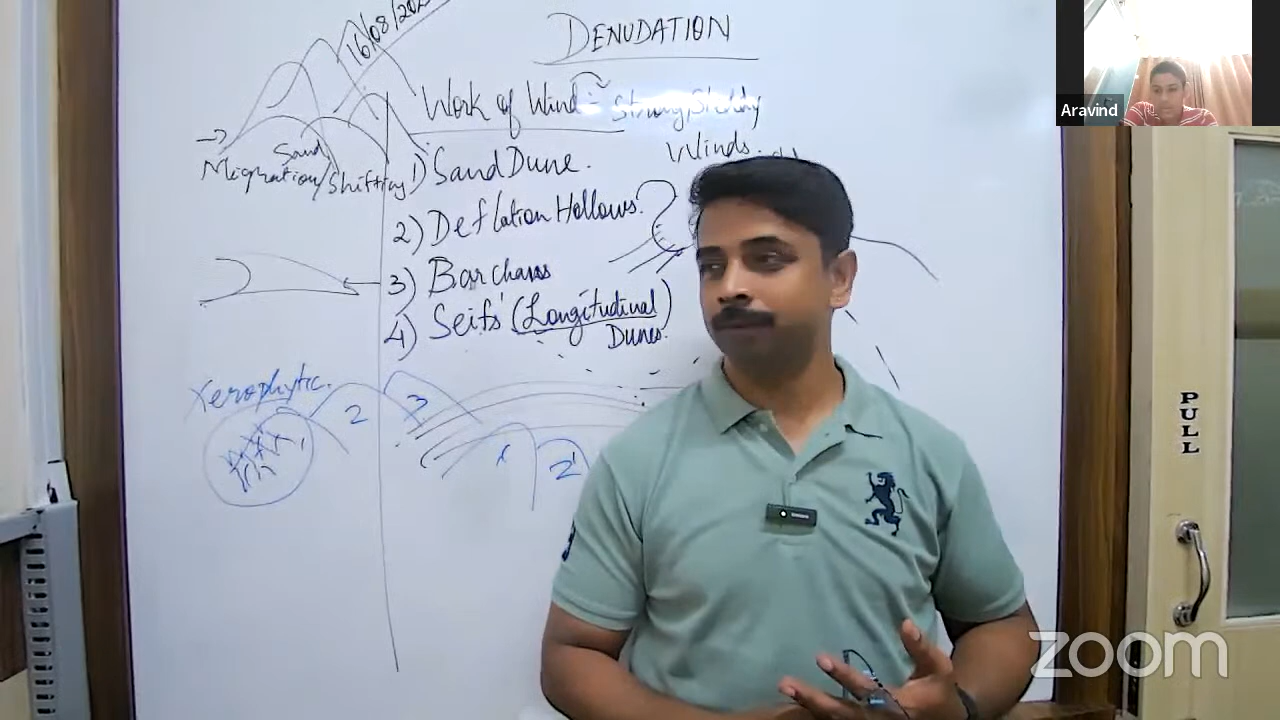 16/08/202
DENUDATION
Work of Wind :- Strong, Steady
Winds.
Sand
Migration/Shifting
1) Sand Dune.
2) Deflation Hollows.
3) Barchans
4) Seifs (Longitudinal)
Dunes.
Xerophytic.
2
3
1
2
Aravind
PULL
zoom